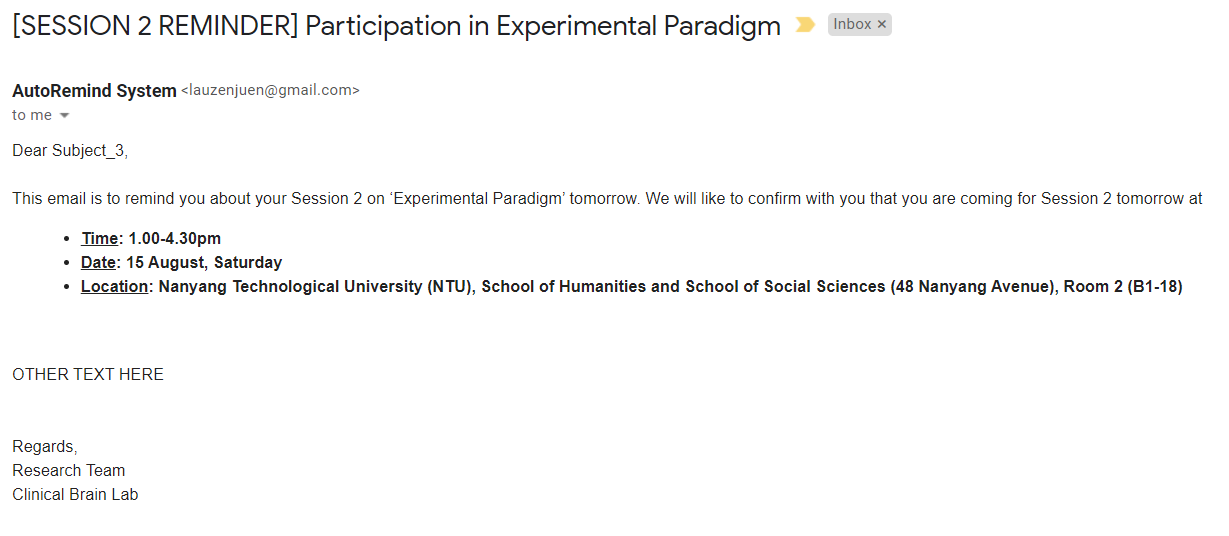 [SESSION 2 REMINDER] Participation in Experimental Paradigm Inbox ×
AutoRemind System <lauzenjuen@gmail.com>
to me
Dear Subject_3,
This email is to remind you about your Session 2 on ‘Experimental Paradigm’ tomorrow. We will like to confirm with you that you are coming for Session 2 tomorrow at
• Time: 1.00-4.30pm
• Date: 15 August, Saturday
• Location: Nanyang Technological University (NTU), School of Humanities and School of Social Sciences (48 Nanyang Avenue), Room 2 (B1-18)
OTHER TEXT HERE
Regards,
Research Team
Clinical Brain Lab